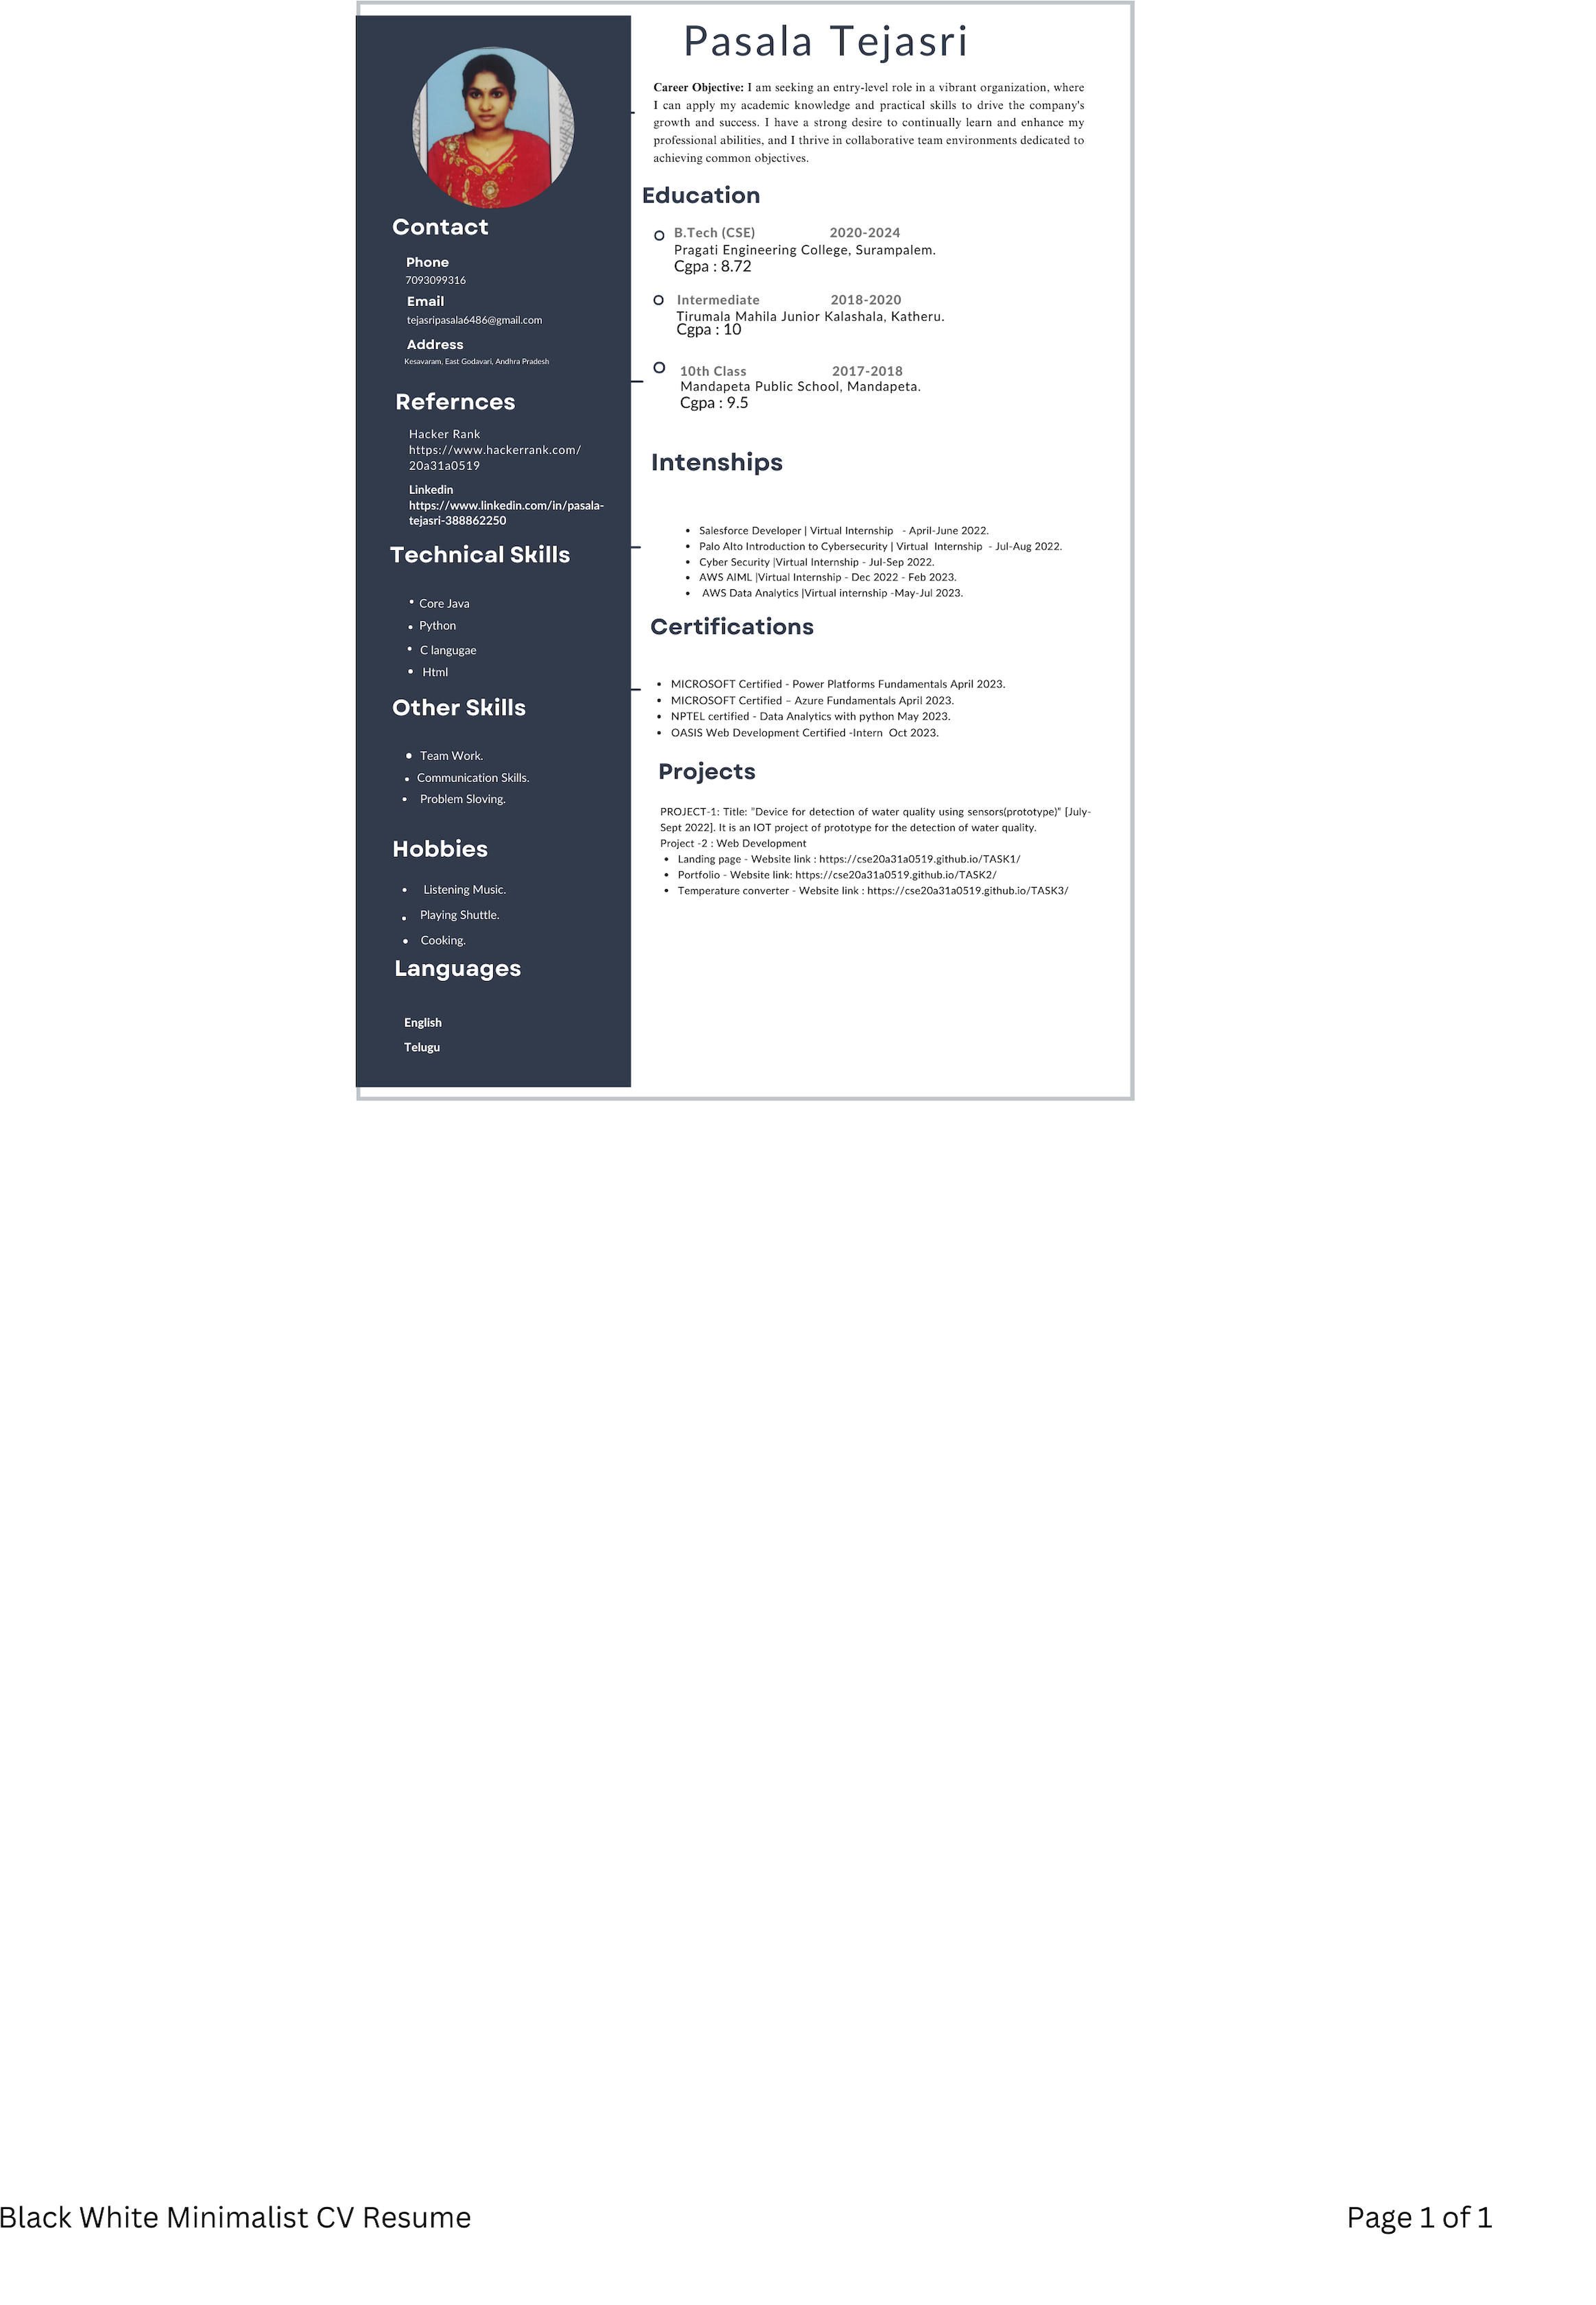 Pasala Tejasri
Career Objective: I am seeking an entry-level role in a vibrant organization, where
I can apply my academic knowledge and practical skills to drive the company's
growth and success. I have a strong desire to continually learn and enhance my
professional abilities, and I thrive in collaborative team environments dedicated to
achieving common objectives.
Contact
Phone
7093099316
Email
tejasripasala6486@gmail.com
Address
Kesavaram, East Godavari, Andhra Pradesh
Refernces
Hacker Rank
https://www.hackerrank.com/
20a31a0519
Linkedin
https://www.linkedin.com/in/pasala-
tejasri-388862250
Technical Skills
• Core Java
• Python
• C langugae
• Html
Other Skills
• Team Work.
• Communication Skills.
• Problem Sloving.
Hobbies
• Listening Music.
• Playing Shuttle.
• Cooking.
Languages
English
Telugu
Education
B.Tech (CSE) 2020-2024
Pragati Engineering College, Surampalem.
Cgpa : 8.72
Intermediate 2018-2020
Tirumala Mahila Junior Kalashala, Katheru.
Cgpa : 10
10th Class 2017-2018
Mandapeta Public School, Mandapeta.
Cgpa : 9.5
Intenships
• Salesforce Developer | Virtual Internship - April-June 2022.
• Palo Alto Introduction to Cybersecurity | Virtual Internship - Jul-Aug 2022.
• Cyber Security |Virtual Internship - Jul-Sep 2022.
• AWS AIML |Virtual Internship - Dec 2022 - Feb 2023.
• AWS Data Analytics |Virtual internship -May-Jul 2023.
Certifications
• MICROSOFT Certified - Power Platforms Fundamentals April 2023.
• MICROSOFT Certified – Azure Fundamentals April 2023.
• NPTEL certified - Data Analytics with python May 2023.
• OASIS Web Development Certified -Intern Oct 2023.
Projects
PROJECT-1: Title: "Device for detection of water quality using sensors(prototype)" [July-
Sept 2022]. It is an IOT project of prototype for the detection of water quality.
Project -2 : Web Development
• Landing page - Website link : https://cse20a31a0519.github.io/TASK1/
• Portfolio - Website link: https://cse20a31a0519.github.io/TASK2/
• Temperature converter - Website link : https://cse20a31a0519.github.io/TASK3/
Black White Minimalist CV Resume
Page 1 of 1